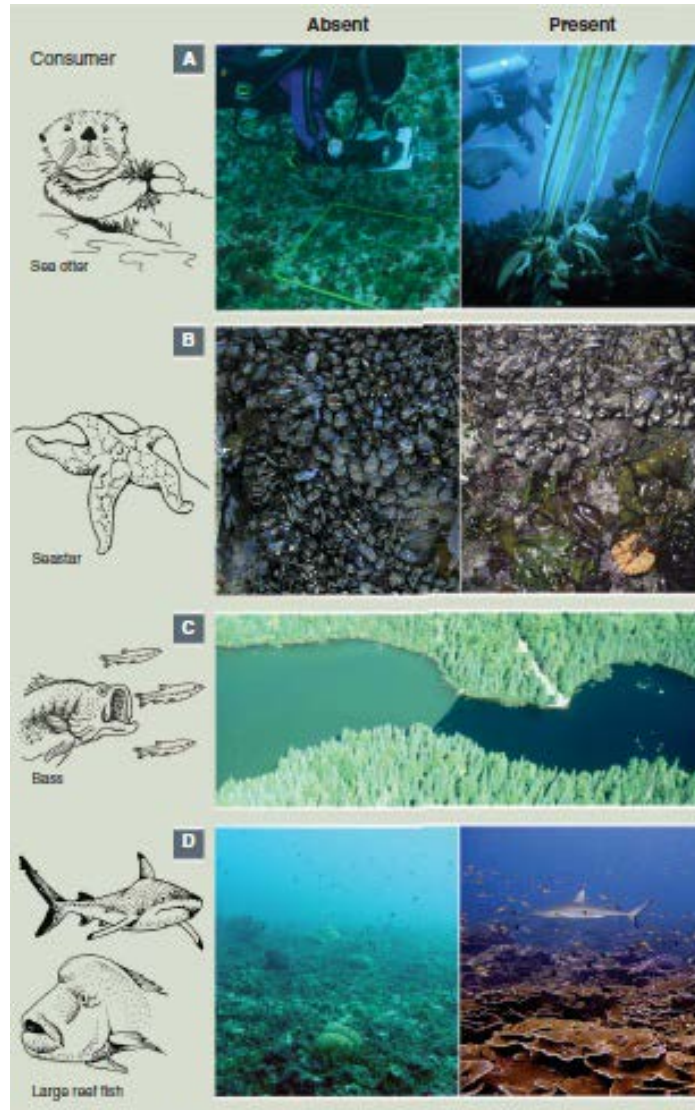 Absent Present
Consumer A
Sea otter
B
Seastar
C
Bass
D
Large reef fish